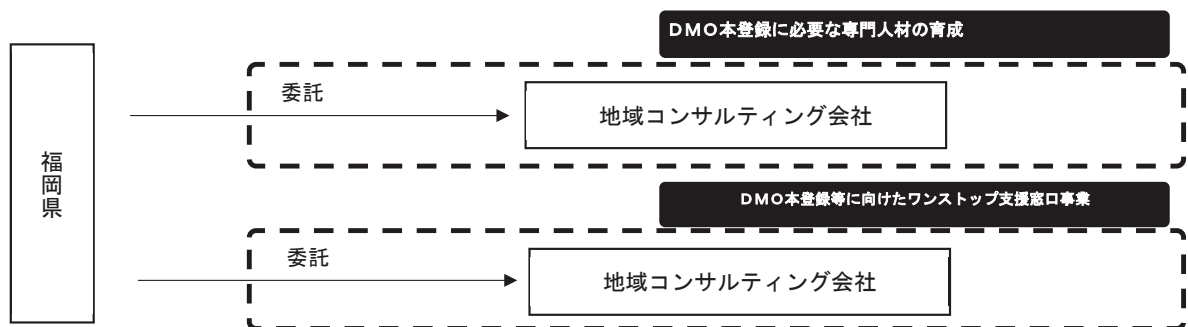 DMO本登録に必要な専門人材の育成
委託
地域コンサルティング会社
福岡県
DMO本登録等に向けたワンストップ支援窓口事業
委託
地域コンサルティング会社